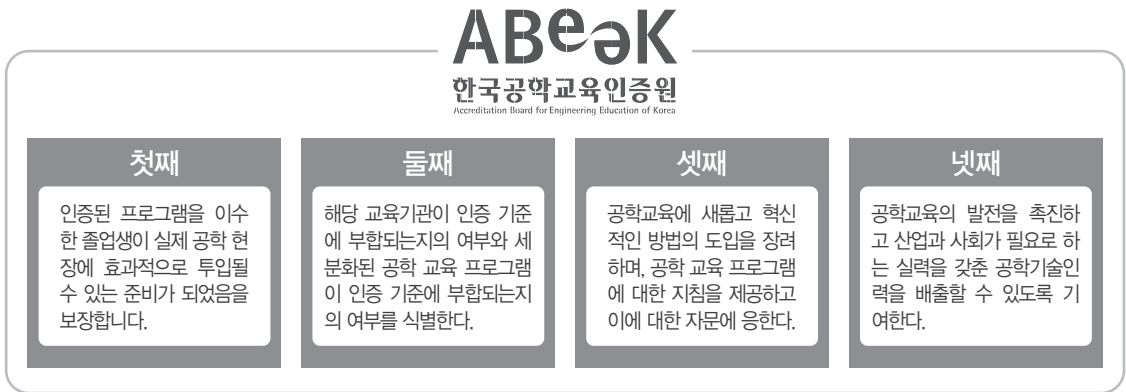 ABeeK
한국공학교육인증원
Accreditation Board for Engineering Education of Korea
첫째
인증된 프로그램을 이수
한 졸업생이 실제 공학 현
장에 효과적으로 투입될
수 있는 준비가 되었음을
보장합니다.
둘째
해당 교육기관이 인증 기준
에 부합되는지의 여부와 세
분화된 공학 교육 프로그램
이 인증 기준에 부합되는지
의 여부를 식별한다.
셋째
공학교육에 새롭고 혁신
적인 방법의 도입을 장려
하며, 공학 교육 프로그램
에 대한 지침을 제공하고
이에 대한 자문에 응한다.
넷째
공학교육의 발전을 촉진하
고 산업과 사회가 필요로 하
는 실력을 갖춘 공학기술인
력을 배출할 수 있도록 기
여한다.